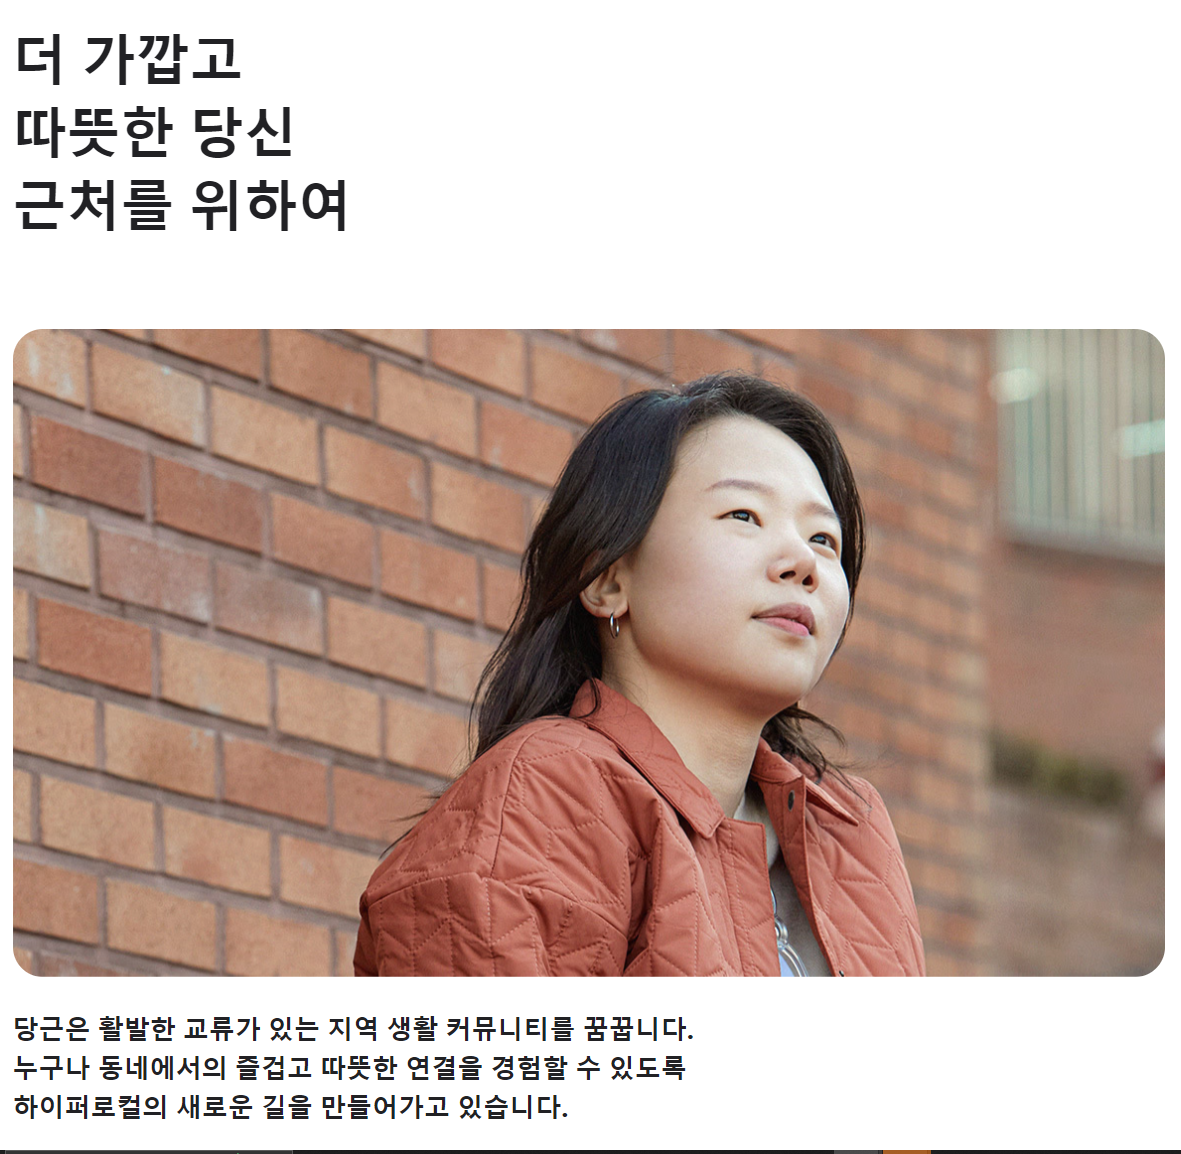 더 가깝고
따뜻한 당신
근처를 위하여
당근은 활발한 교류가 있는 지역 생활 커뮤니티를 꿈꿉니다.
누구나 동네에서의 즐겁고 따뜻한 연결을 경험할 수 있도록
하이퍼로컬의 새로운 길을 만들어가고 있습니다.